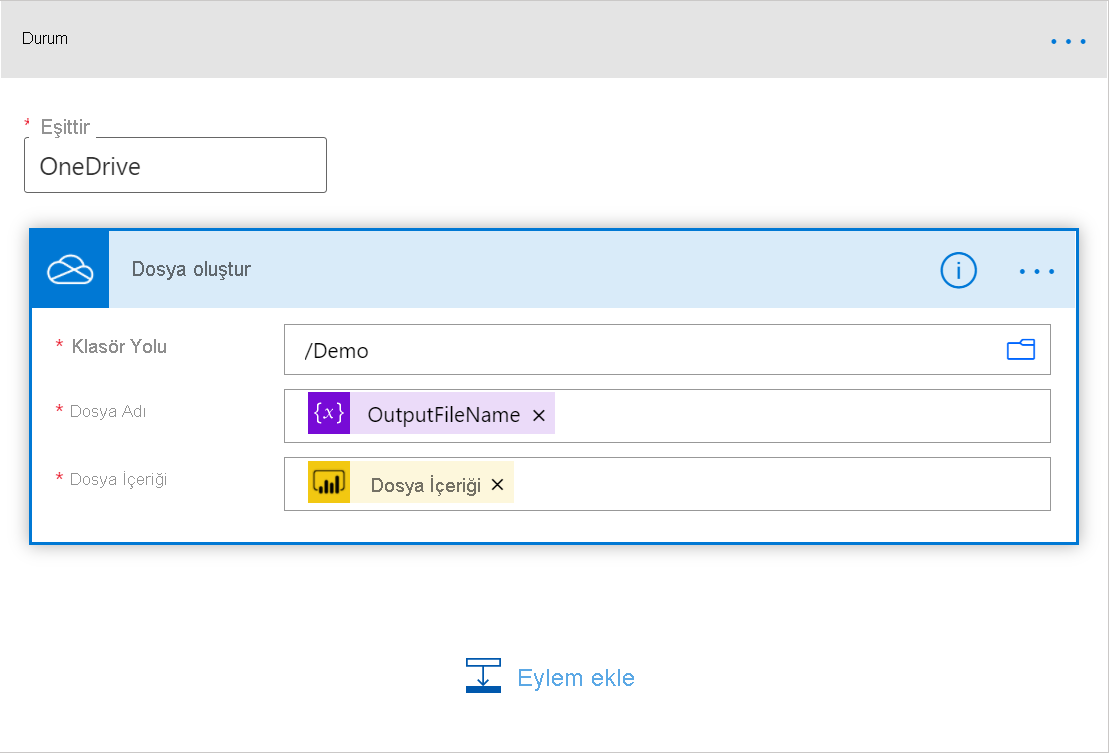 Durum
* Eşittir
OneDrive
Dosya oluştur
* Klasör Yolu
/Demo
* Dosya Adı
{x} OutputFileName ×
* Dosya İçeriği
Dosya İçeriği ×
Eylem ekle